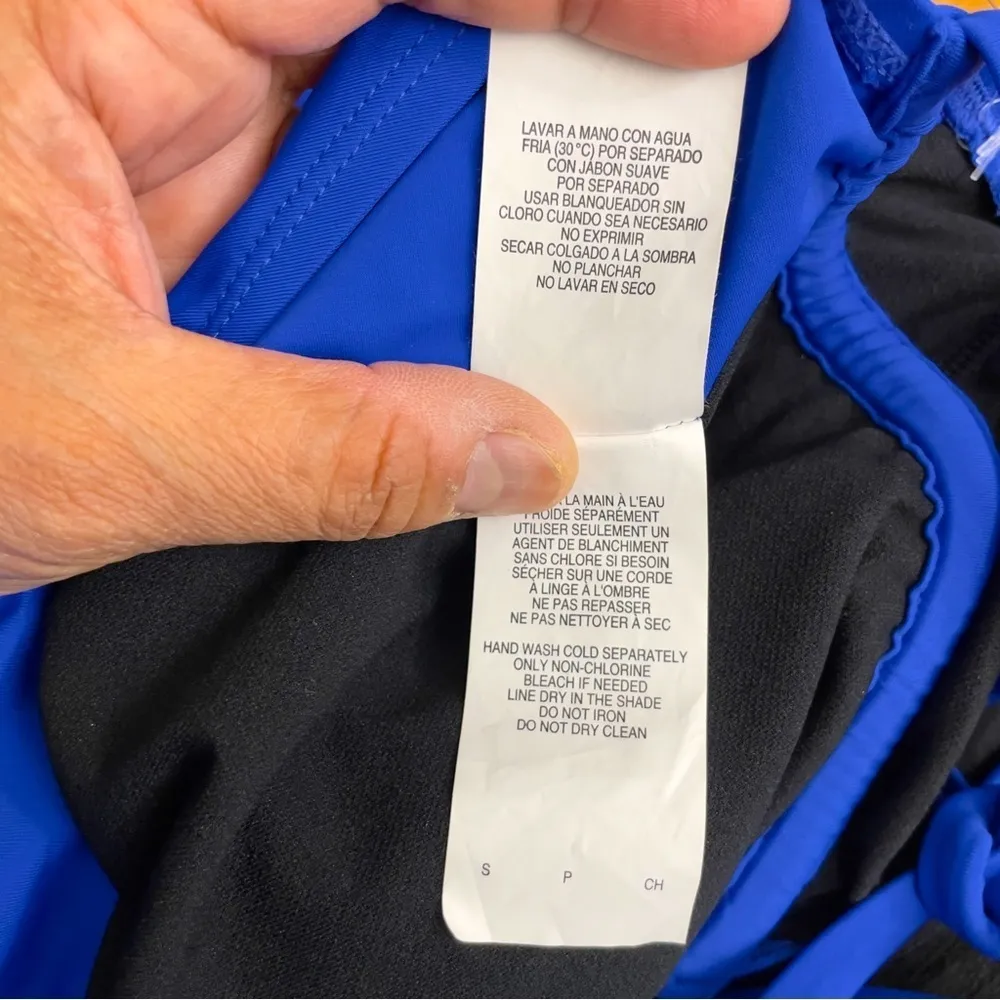 LAVAR A MANO CON AGUA
FRIA (30°C) POR SEPARADO
CON JABON SUAVE
POR SEPARADO
USAR BLANQUEADOR SIN
CLORO CUANDO SEA NECESARIO
NO EXPRIMIR
SECAR COLGADO A LA SOMBRA
NO PLANCHAR
NO LAVAR EN SECO
LA MAIN À L'EAU
FROIDE SÉPARÉMENT
UTILISER SEULEMENT UN
AGENT DE BLANCHIMENT
SANS CHLORE SI BESOIN
SÉCHER SUR UNE CORDE
À LINGE À L'OMBRE
NE PAS REPASSER
NE PAS NETTOYER À SEC
HAND WASH COLD SEPARATELY
ONLY NON-CHLORINE
BLEACH IF NEEDED
LINE DRY IN THE SHADE
DO NOT IRON
DO NOT DRY CLEAN
S P CH